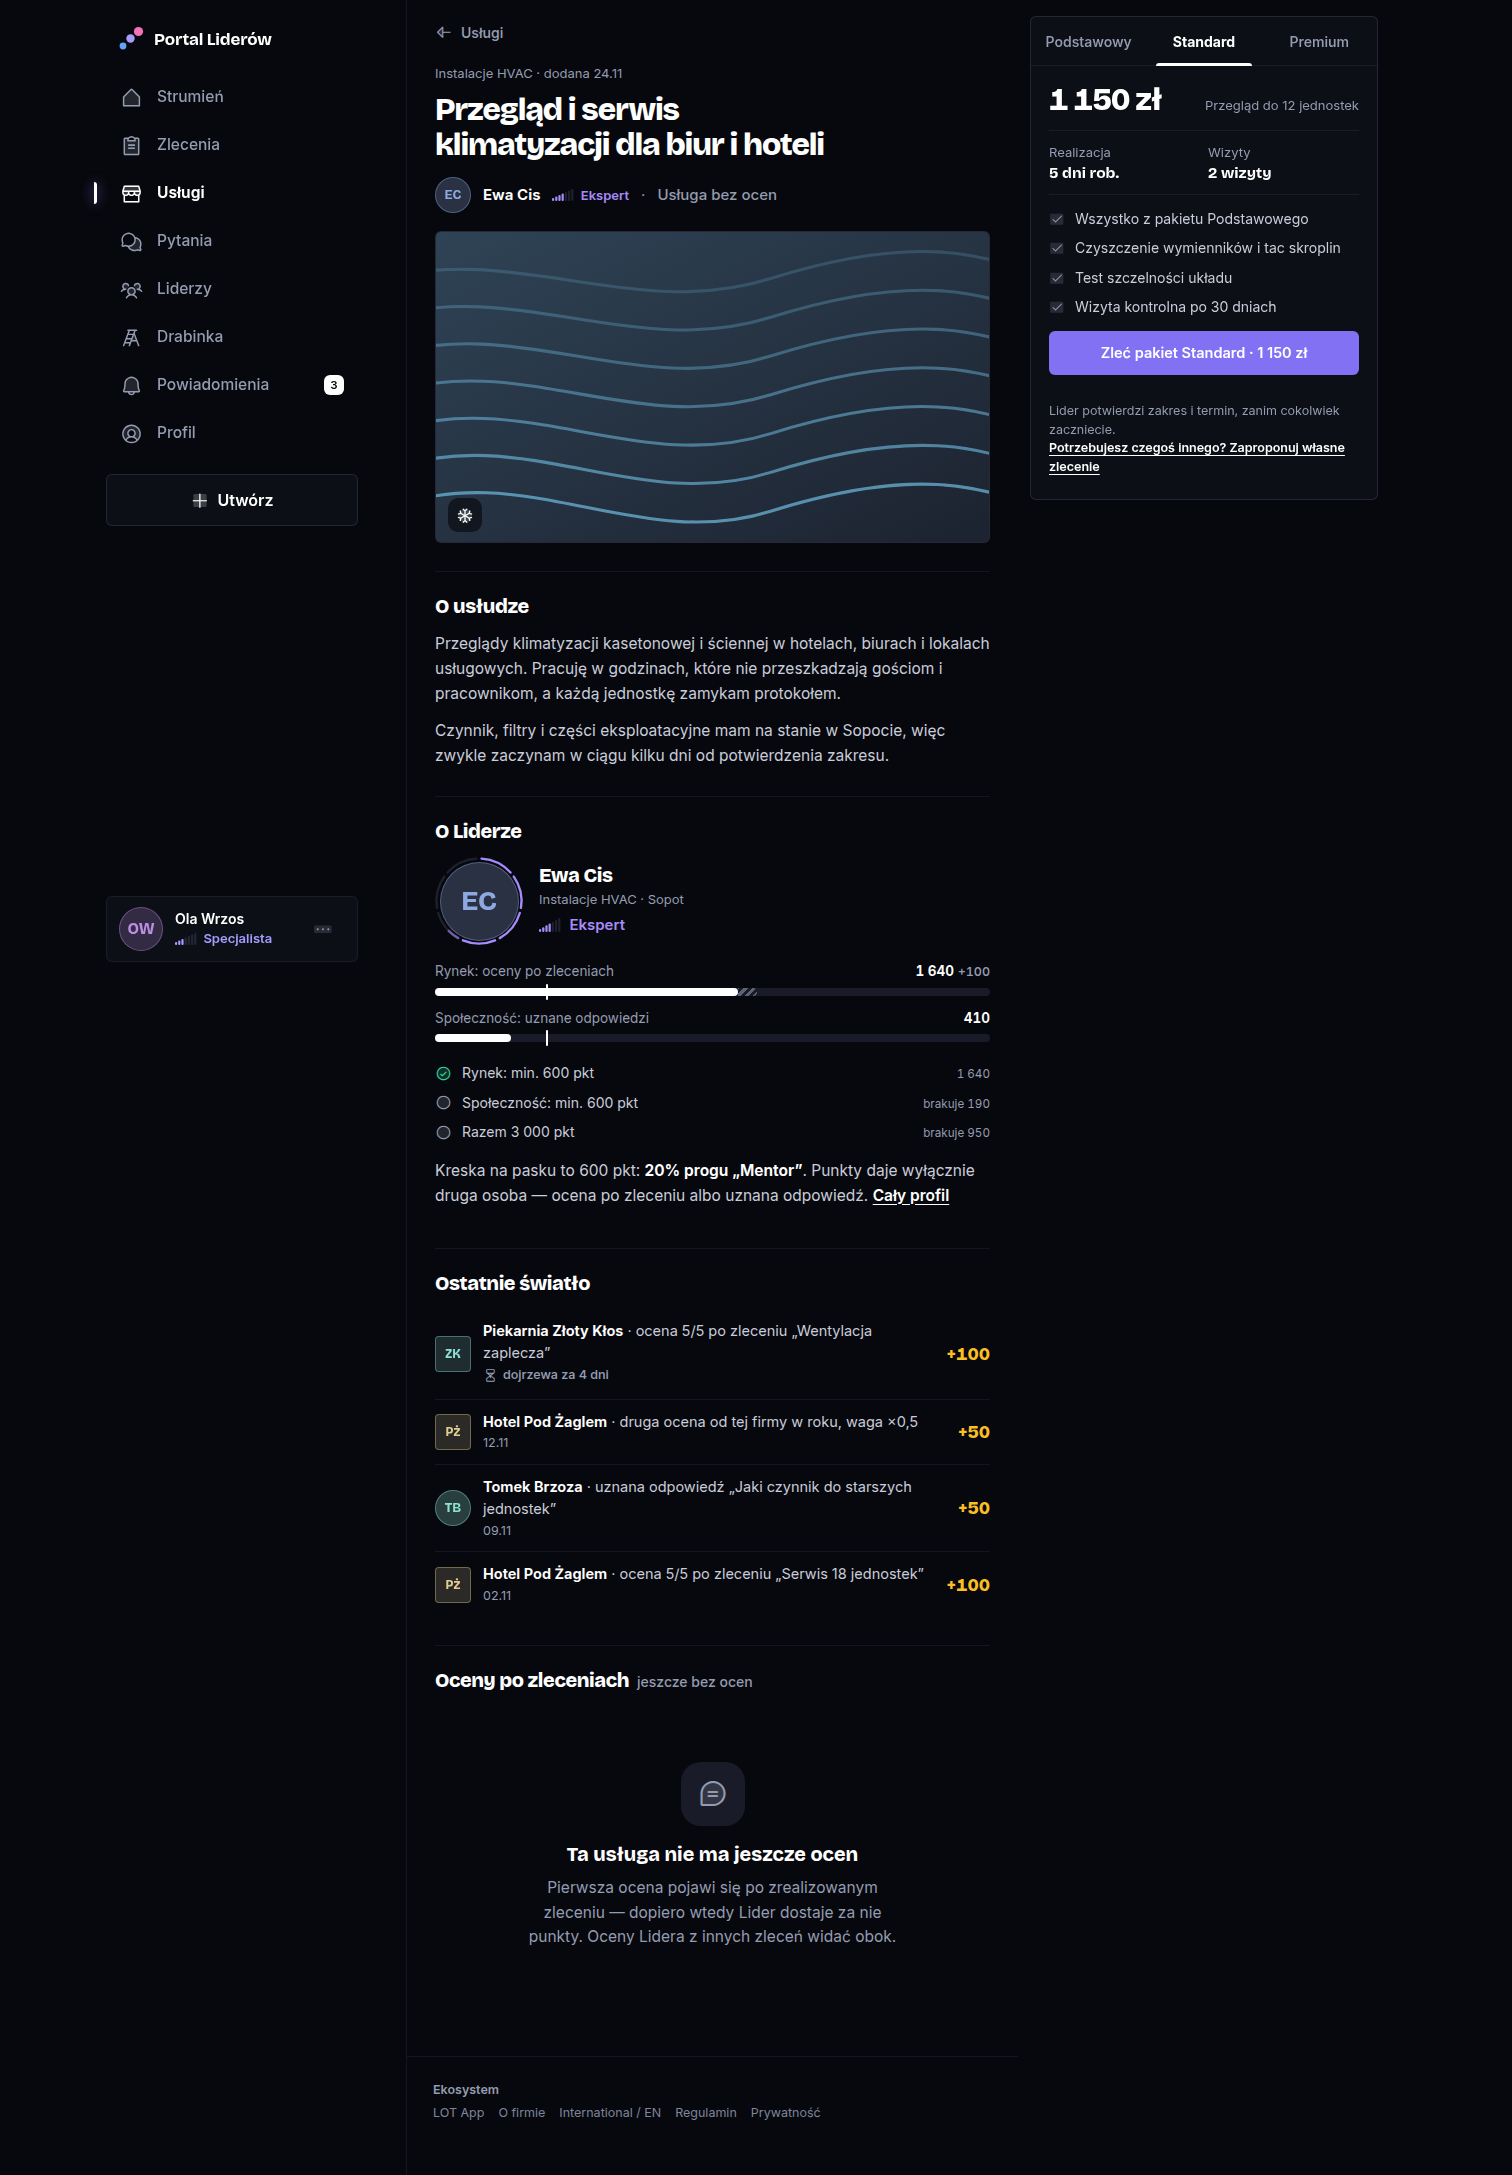 Portal Liderów
Strumień
Zlecenia
Usługi
Pytania
Liderzy
Drabinka
Powiadomienia 3
Profil
Utwórz
OW
Ola Wrzos
Specjalista
Usługi
Instalacje HVAC · dodana 24.11
Przegląd i serwis
klimatyzacji dla biur i hoteli
EC Ewa Cis Ekspert · Usługa bez ocen
O usłudze
Przeglądy klimatyzacji kasetonowej i ściennej w hotelach, biurach i lokalach
usługowych. Pracuję w godzinach, które nie przeszkadzają gościom i
pracownikom, a każdą jednostkę zamykam protokołem.
Czynnik, filtry i części eksploatacyjne mam na stanie w Sopocie, więc
zwykle zaczynam w ciągu kilku dni od potwierdzenia zakresu.
O Liderze
EC
Ewa Cis
Instalacje HVAC · Sopot
Ekspert
Rynek: oceny po zleceniach 1 640 +100
Społeczność: uznane odpowiedzi 410
Rynek: min. 600 pkt 1 640
Społeczność: min. 600 pkt brakuje 190
Razem 3 000 pkt brakuje 950
Kreska na pasku to 600 pkt: 20% progu „Mentor”. Punkty daje wyłącznie
druga osoba — ocena po zleceniu albo uznana odpowiedź. Cały profil
Ostatnie światło
ZK
Piekarnia Złoty Kłos · ocena 5/5 po zleceniu „Wentylacja
zaplecza”
dojrzewa za 4 dni
+100
PŻ
Hotel Pod Żaglem · druga ocena od tej firmy w roku, waga ×0,5
12.11
+50
TB
Tomek Brzoza · uznana odpowiedź „Jaki czynnik do starszych
jednostek”
09.11
+50
PŻ
Hotel Pod Żaglem · ocena 5/5 po zleceniu „Serwis 18 jednostek”
02.11
+100
Oceny po zleceniach jeszcze bez ocen
Ta usługa nie ma jeszcze ocen
Pierwsza ocena pojawi się po zrealizowanym
zleceniu — dopiero wtedy Lider dostaje za nie
punkty. Oceny Lidera z innych zleceń widać obok.
Ekosystem
LOT App O firmie International / EN Regulamin Prywatność
Podstawowy Standard Premium
1 150 zł Przegląd do 12 jednostek
Realizacja Wizyty
5 dni rob. 2 wizyty
Wszystko z pakietu Podstawowego
Czyszczenie wymienników i tac skroplin
Test szczelności układu
Wizyta kontrolna po 30 dniach
Zleć pakiet Standard · 1 150 zł
Lider potwierdzi zakres i termin, zanim cokolwiek
zaczniecie.
Potrzebujesz czegoś innego? Zaproponuj własne
zlecenie